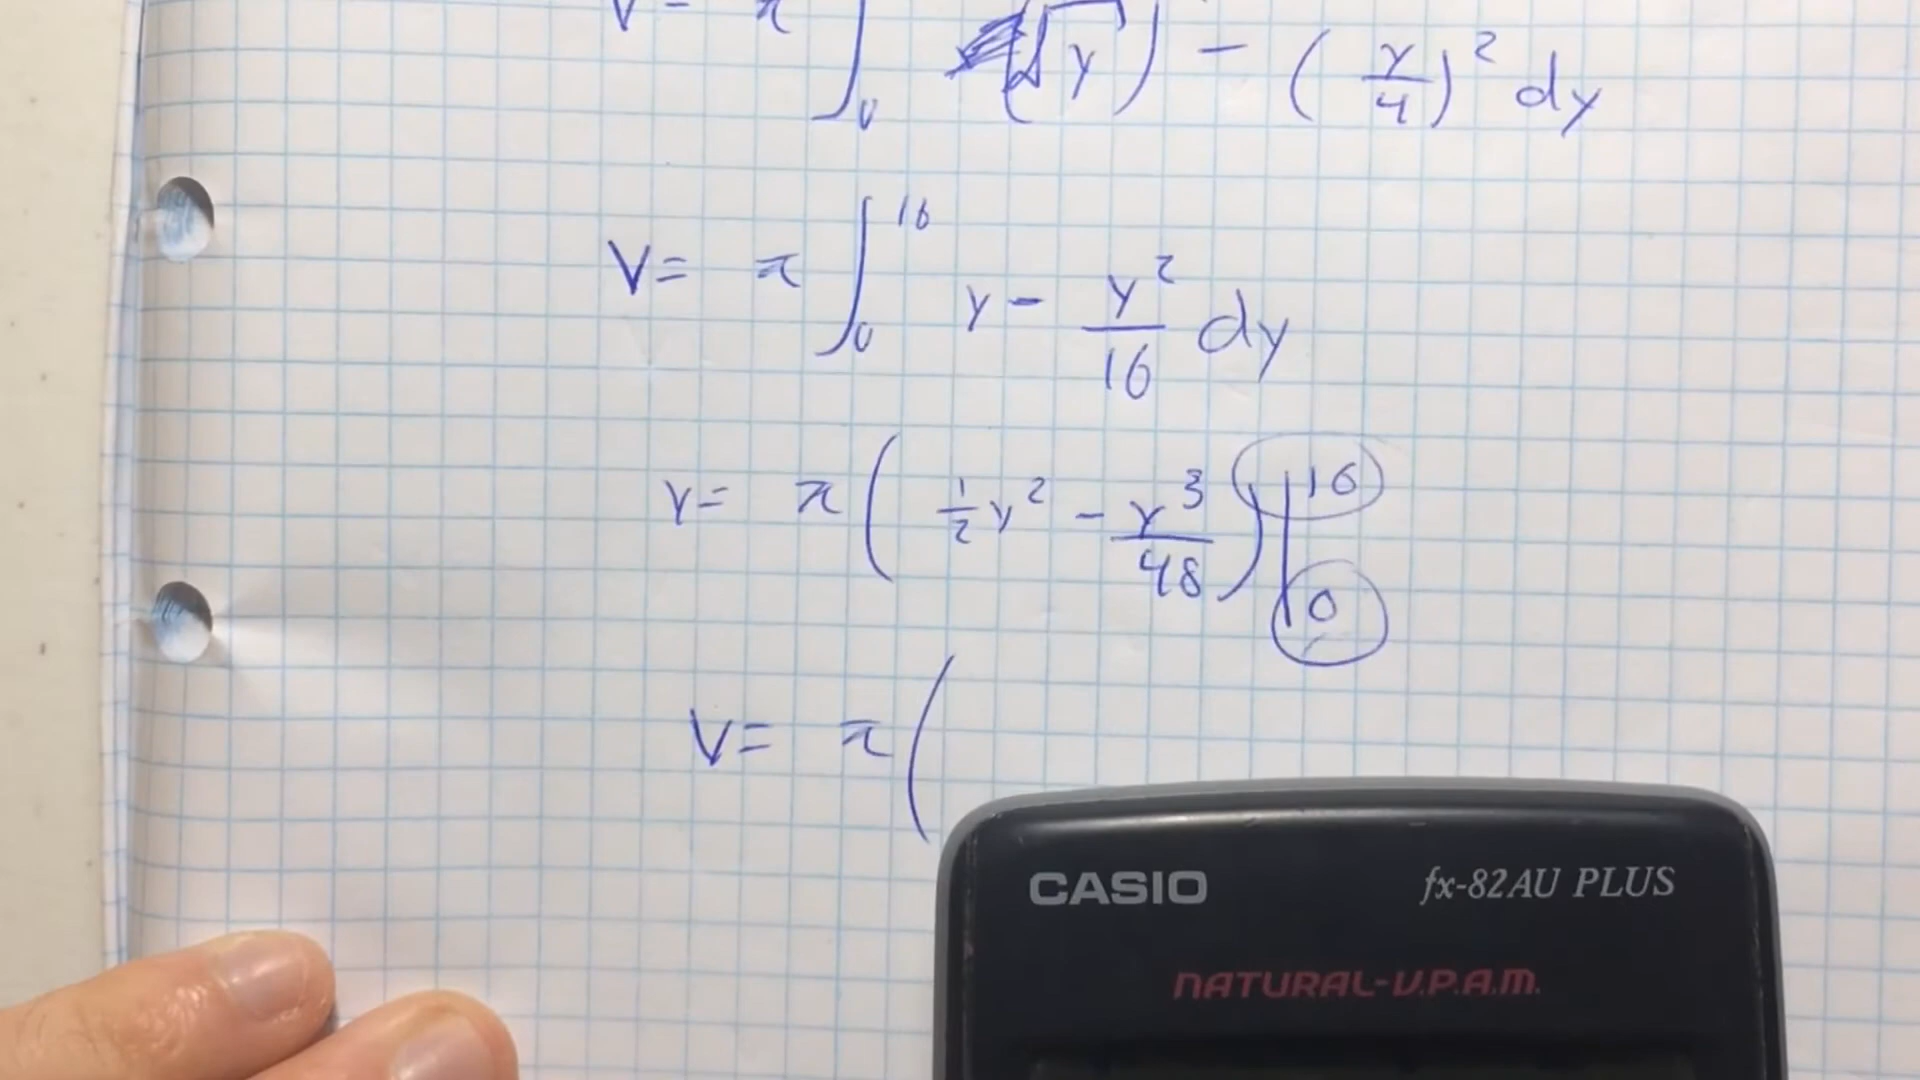 V = π ∫₀ (√y) - (y/4)² dy
V = π ∫₀¹⁶ y - y²/16 dy
V = π ( ½y² - y³/48 ) |₀¹⁶
V = π (
CASIO fx-82AU PLUS
NATURAL-V.P.A.M.